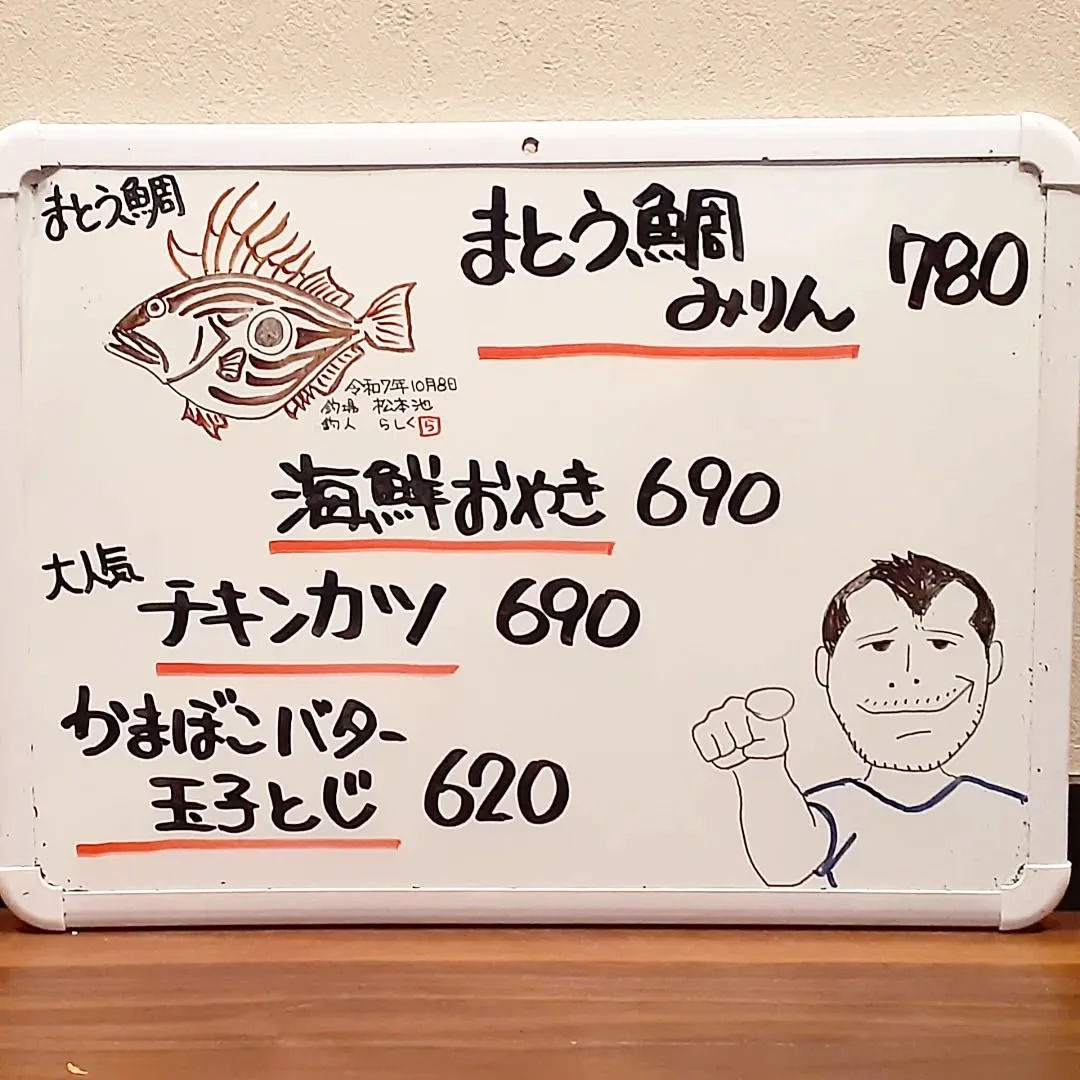 まとう鯛
まとう鯛
みりん 780
令和7年10月8日
釣場 松本池
釣人 らしく ら
海鮮おやき 690
大人気
チキンカツ 690
かまぼこバター
玉子とじ 620